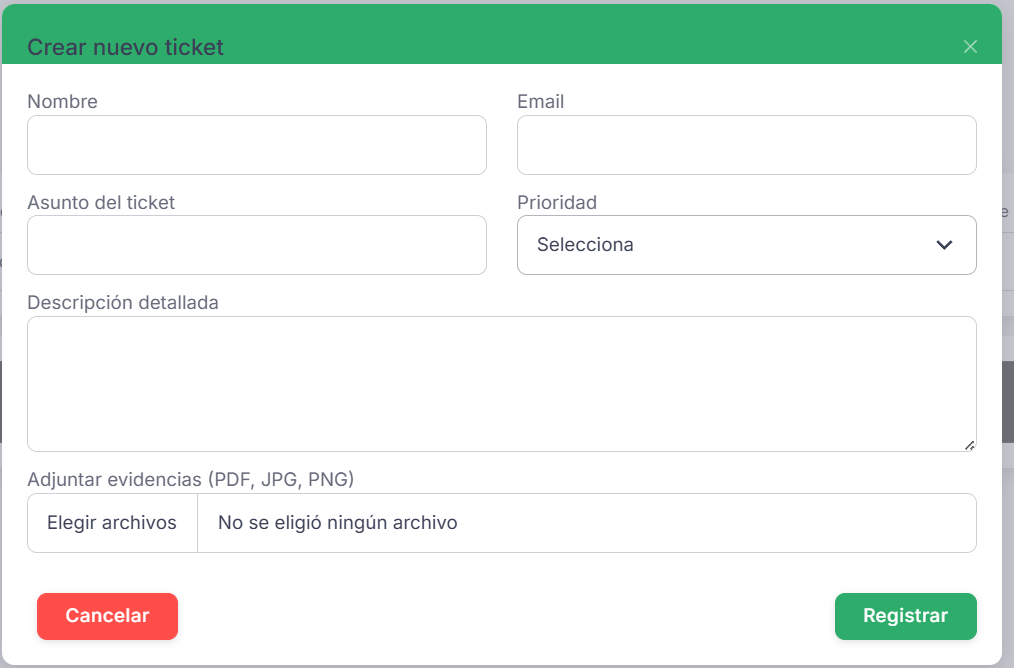 Crear nuevo ticket
Nombre
Email
Asunto del ticket
Prioridad
Selecciona
Descripción detallada
Adjuntar evidencias (PDF, JPG, PNG)
Elegir archivos
No se eligió ningún archivo
Cancelar
Registrar